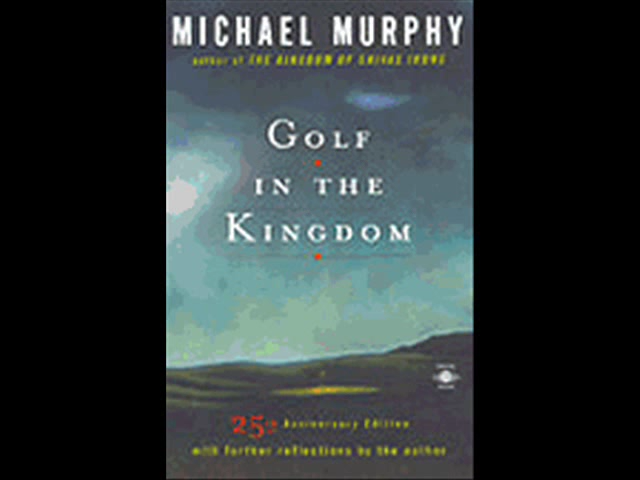 MICHAEL MURPHY
author of THE KINGDOM OF SHIVAS IRONS
GOLF
IN THE
KINGDOM
25th Anniversary Edition
with further reflections by the author